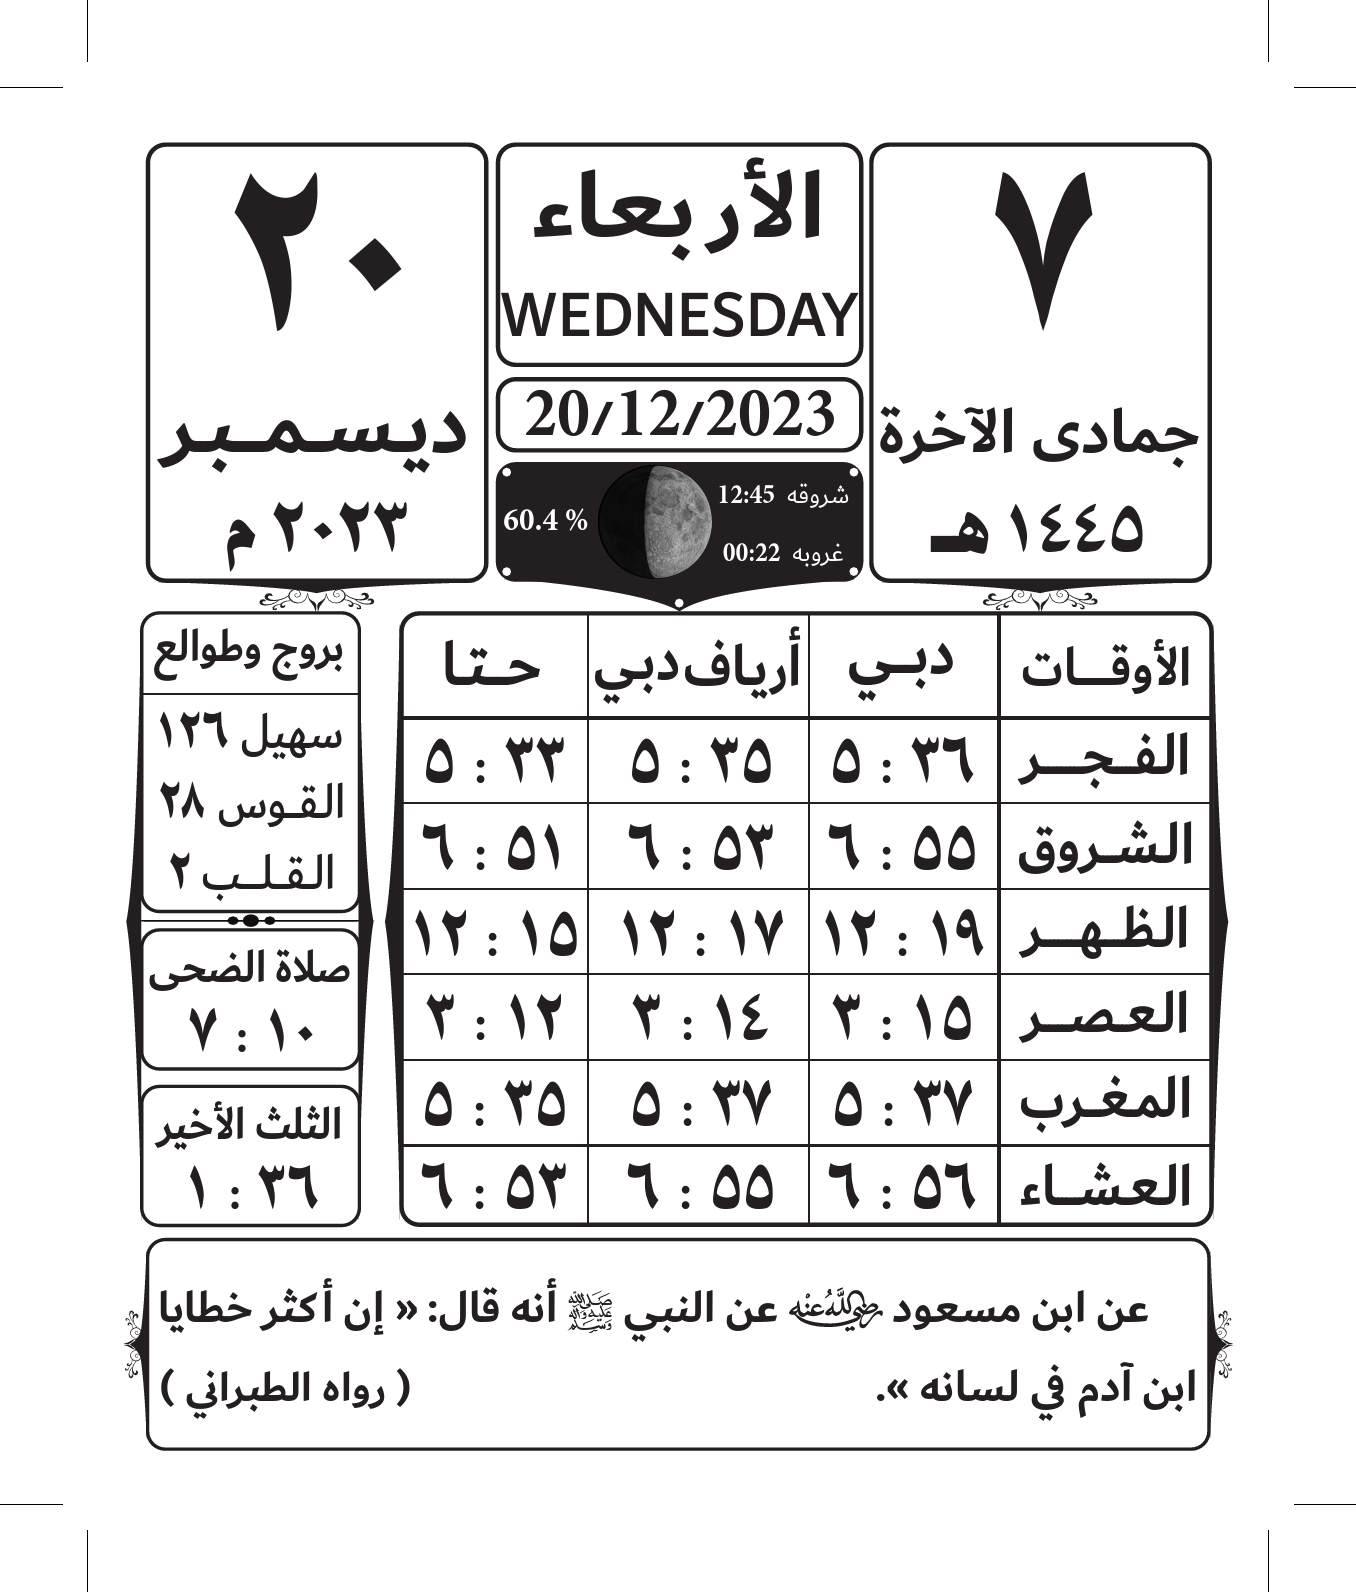 ٧
جمادى الآخرة
١٤٤٥ هـ
الأربعاء
WEDNESDAY
20/12/2023
شروقه 12:45
غروبه 00:22
60.4 %
٢٠
ديسمبر
٢٠٢٣ م
الأوقات دبي أرياف دبي حتا
الفجر ٥ : ٣٦ ٥ : ٣٥ ٥ : ٣٣
الشروق ٦ : ٥٥ ٦ : ٥٣ ٦ : ٥١
الظهر ١٢ : ١٩ ١٢ : ١٧ ١٢ : ١٥
العصر ٣ : ١٥ ٣ : ١٤ ٣ : ١٢
المغرب ٥ : ٣٧ ٥ : ٣٧ ٥ : ٣٥
العشاء ٦ : ٥٦ ٦ : ٥٥ ٦ : ٥٣
بروج وطوالع
سهيل ١٢٦
القوس ٢٨
القلب ٢
صلاة الضحى
٧ : ١٠
الثلث الأخير
١ : ٣٦
عن ابن مسعود رضي الله عنه عن النبي ﷺ أنه قال: « إن أكثر خطايا
ابن آدم في لسانه ». ( رواه الطبراني )